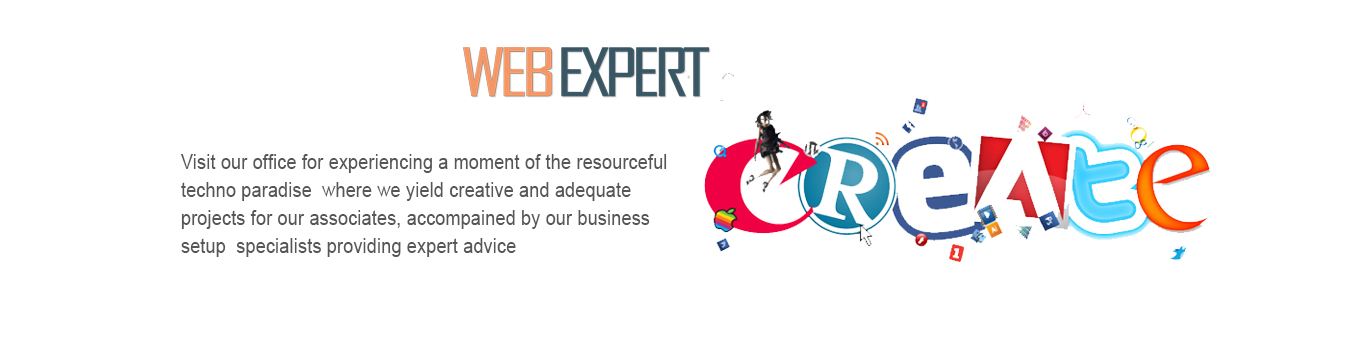 WEB EXPERT
Visit our office for experiencing a moment of the resourceful
techno paradise where we yield creative and adequate
projects for our associates, accompained by our business
setup specialists providing expert advice
CReAte